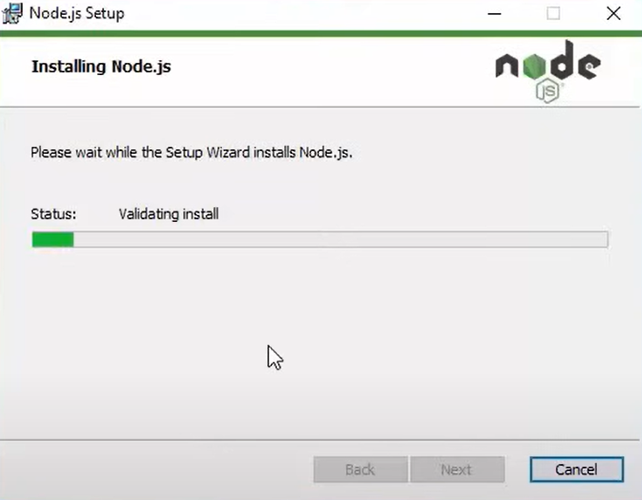 Node.js Setup
Installing Node.js
node
JS
Please wait while the Setup Wizard installs Node.js.
Status: Validating install
Back Next Cancel